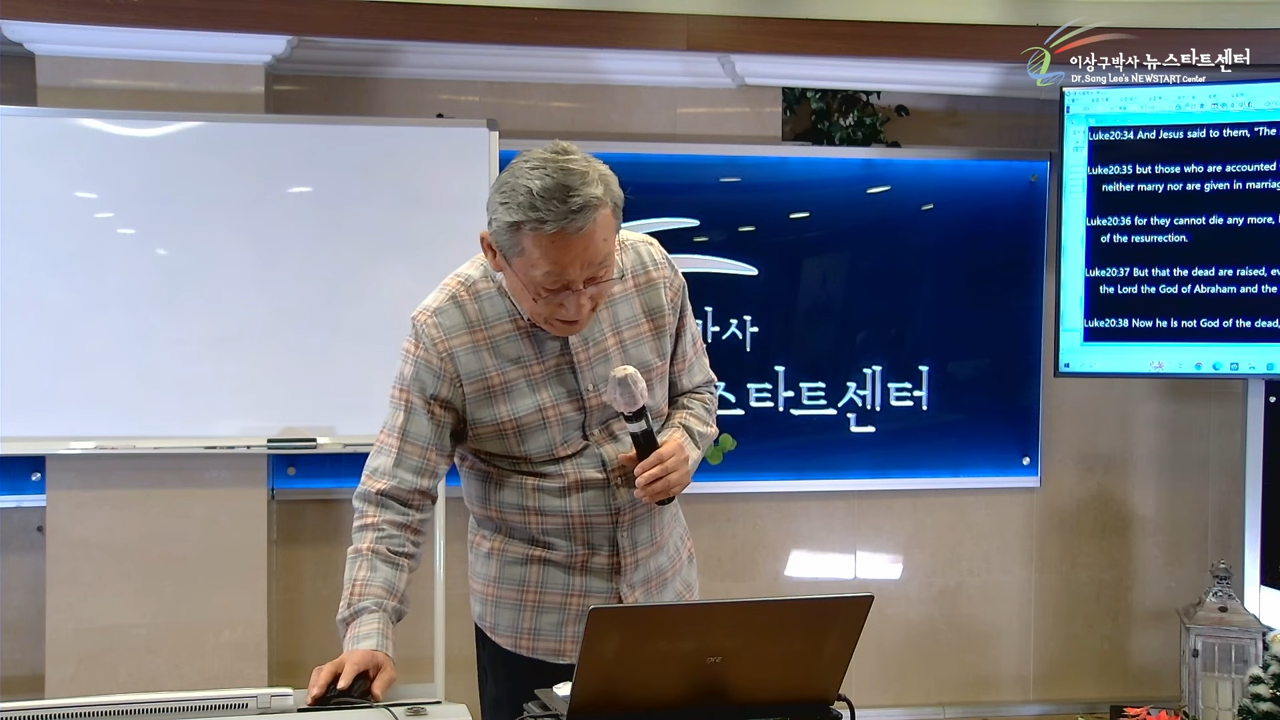 이상구박사 뉴스타트센터
Dr. Sang Lee's NEWSTART Center
Luke20:34 And Jesus said to them, "The
Luke20:35 but those who are accounted
neither marry nor are given in marriag
Luke20:36 for they cannot die any more,
of the resurrection.
Luke20:37 But that the dead are raised, ev
the Lord the God of Abraham and the
Luke20:38 Now he is not God of the dead,
박사
스타트센터